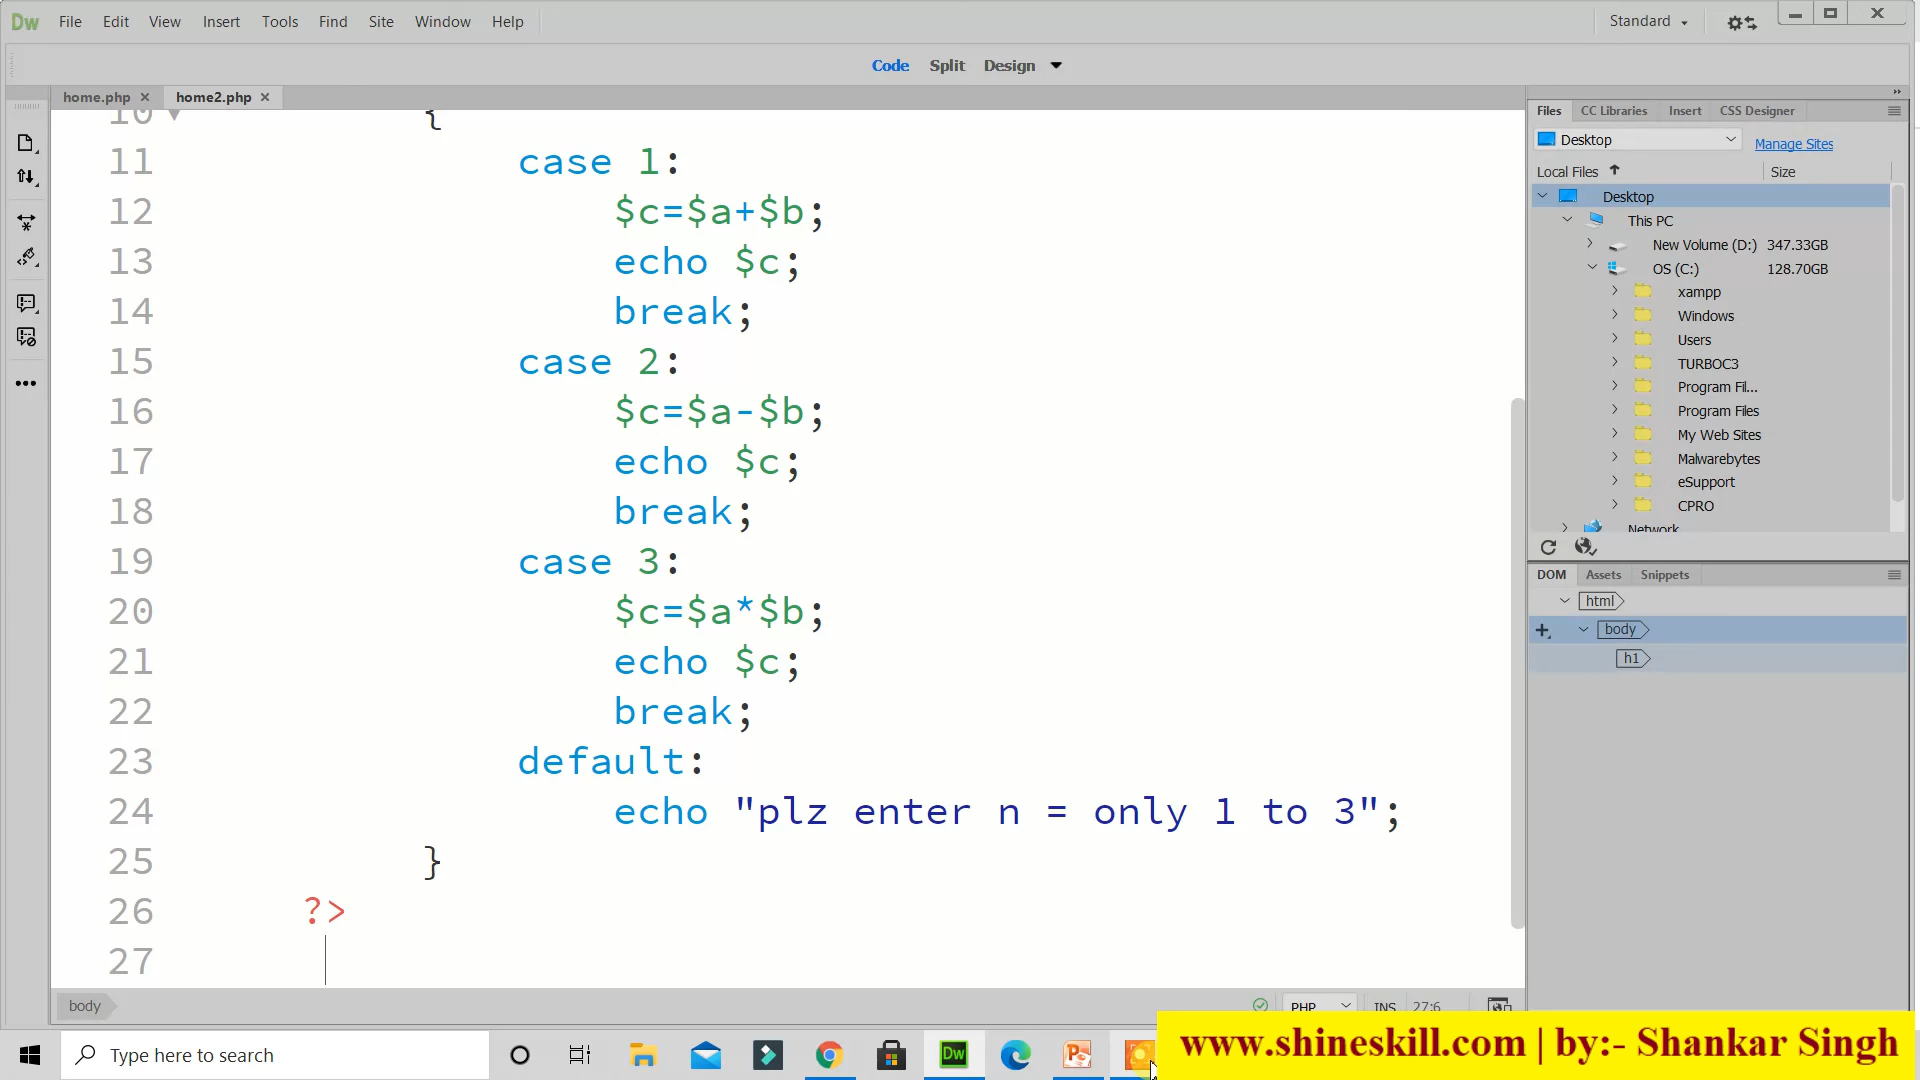 Dw File Edit View Insert Tools Find Site Window Help Standard
Code Split Design
home.php home2.php
10 {
11 case 1:
12 $c=$a+$b;
13 echo $c;
14 break;
15 case 2:
16 $c=$a-$b;
17 echo $c;
18 break;
19 case 3:
20 $c=$a*$b;
21 echo $c;
22 break;
23 default:
24 echo "plz enter n = only 1 to 3";
25 }
26 ?>
27
Files CC Libraries Insert CSS Designer
Desktop Manage Sites
Local Files Size
Desktop
This PC
New Volume (D:) 347.33GB
OS (C:) 128.70GB
xampp
Windows
Users
TURBOC3
Program Fil...
Program Files
My Web Sites
Malwarebytes
eSupport
CPRO
Network
DOM Assets Snippets
html
body
h1
body PHP INS 27:6
Type here to search
Dw
www.shineskill.com | by:- Shankar Singh